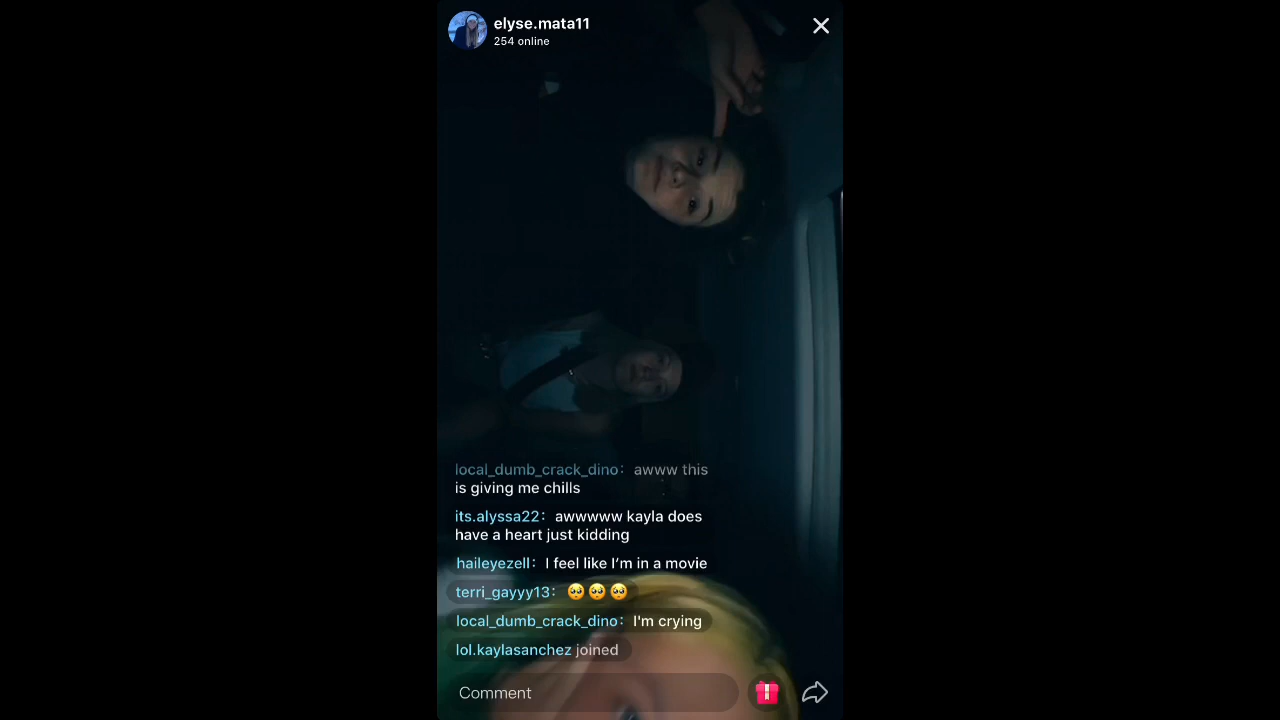 elyse.mata11
254 online
local_dumb_crack_dino: awww this
is giving me chills
its.alyssa22: awwwww kayla does
have a heart just kidding
haileyezell: I feel like I’m in a movie
terri_gayyy13: 🥺🥺🥺
local_dumb_crack_dino: I'm crying
lol.kaylasanchez joined
Comment